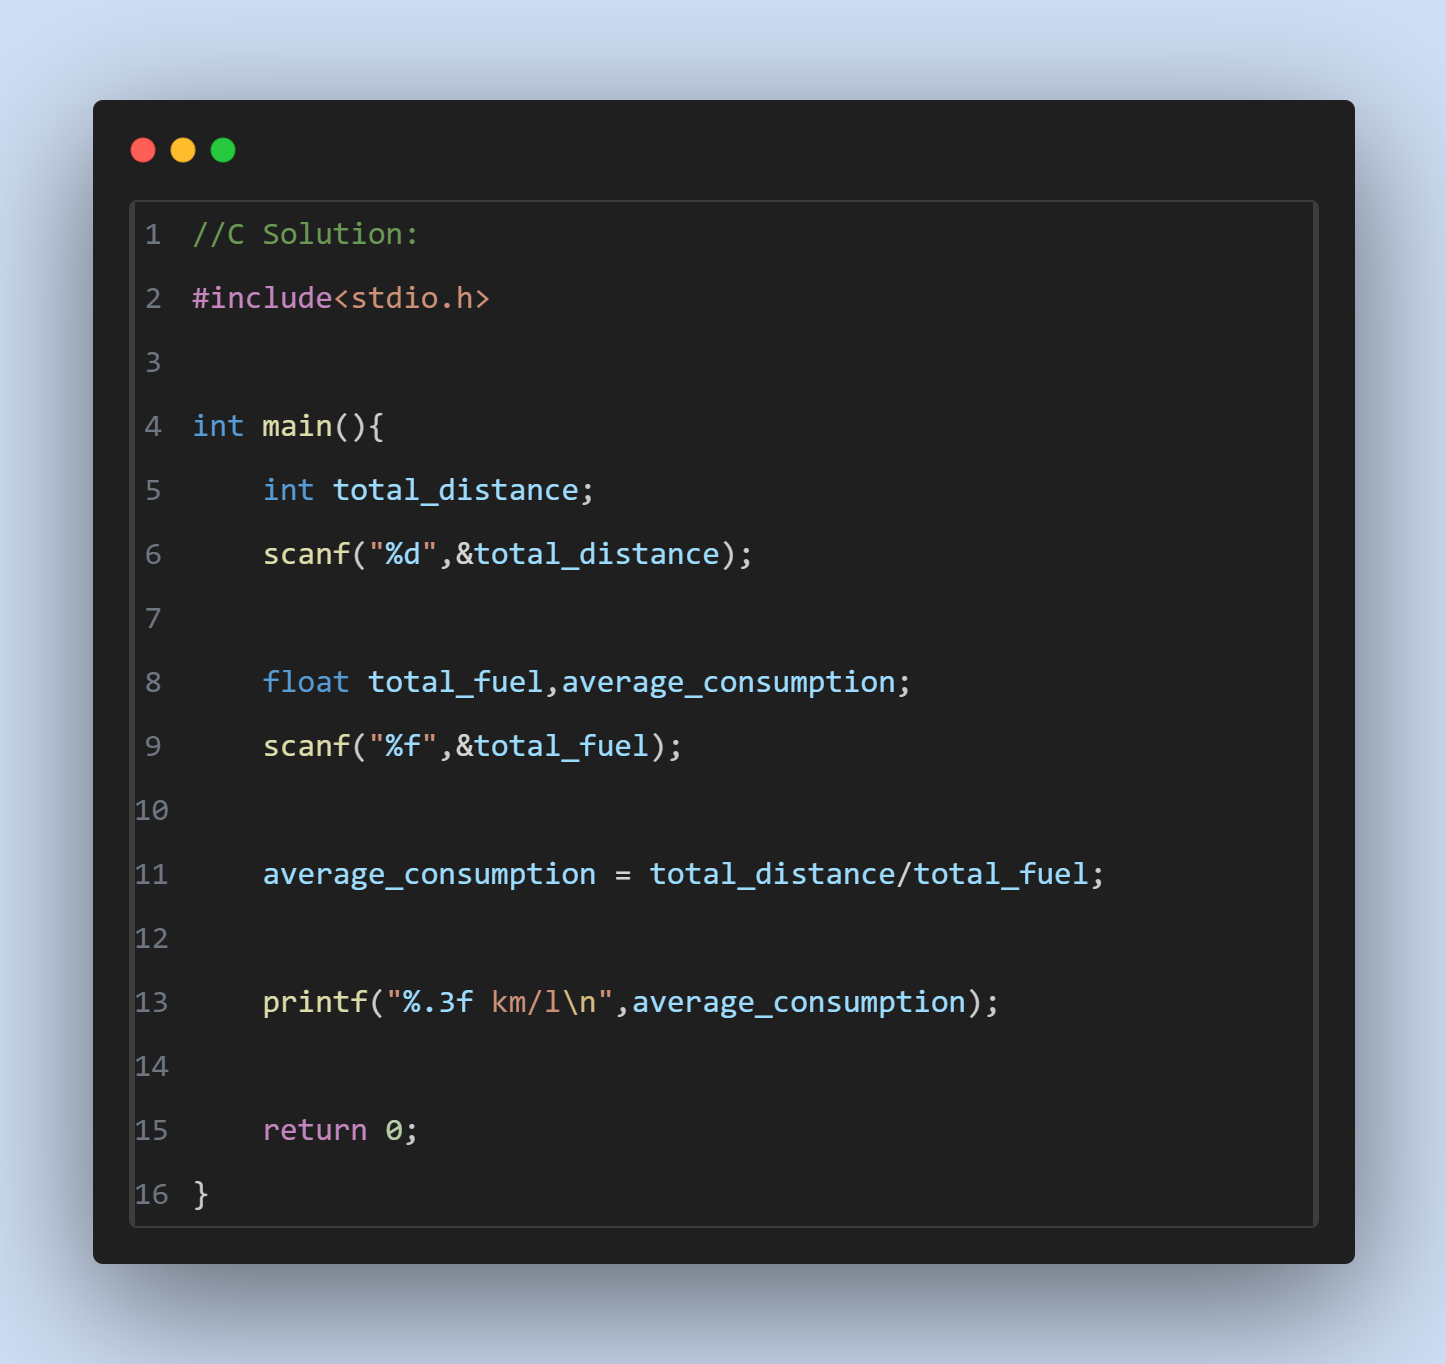 1 //C Solution:
2 #include<stdio.h>
3
4 int main(){
5     int total_distance;
6     scanf("%d",&total_distance);
7
8     float total_fuel,average_consumption;
9     scanf("%f",&total_fuel);
10
11     average_consumption = total_distance/total_fuel;
12
13     printf("%.3f km/l\n",average_consumption);
14
15     return 0;
16 }